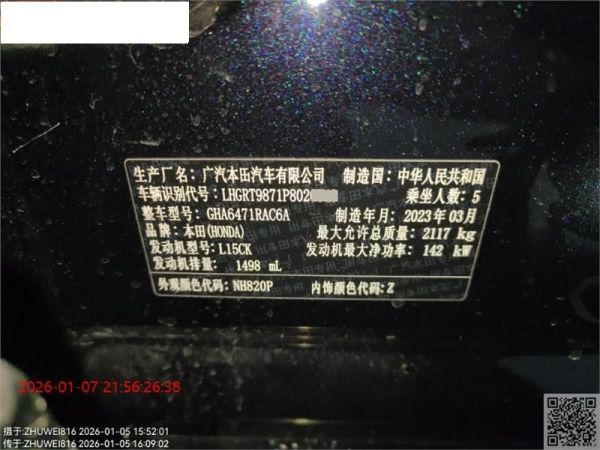 生产厂名：广汽本田汽车有限公司 制造国：中华人民共和国
车辆识别代号：LHGRT9871P802 乘坐人数：5
整车型号：GHA6471RAC6A 制造年月：2023年03月
品牌：本田(HONDA) 最大允许总质量：2117 kg
发动机型号：L15CK 发动机最大净功率：142 kW
发动机排量：1498 mL
外观颜色代码：NH820P 内饰颜色代码：Z
2026-01-07 21:56:26:38
摄于:ZHUWEI816 2026-01-05 15:52:01
传于:ZHUWEI816 2026-01-05 16:09:02